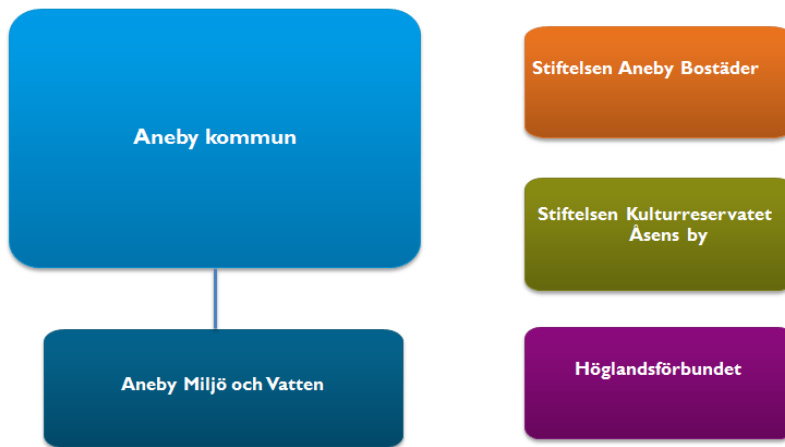 Aneby kommun
Aneby Miljö och Vatten
Stiftelsen Aneby Bostäder
Stiftelsen Kulturreservatet
Åsens by
Höglandsförbundet